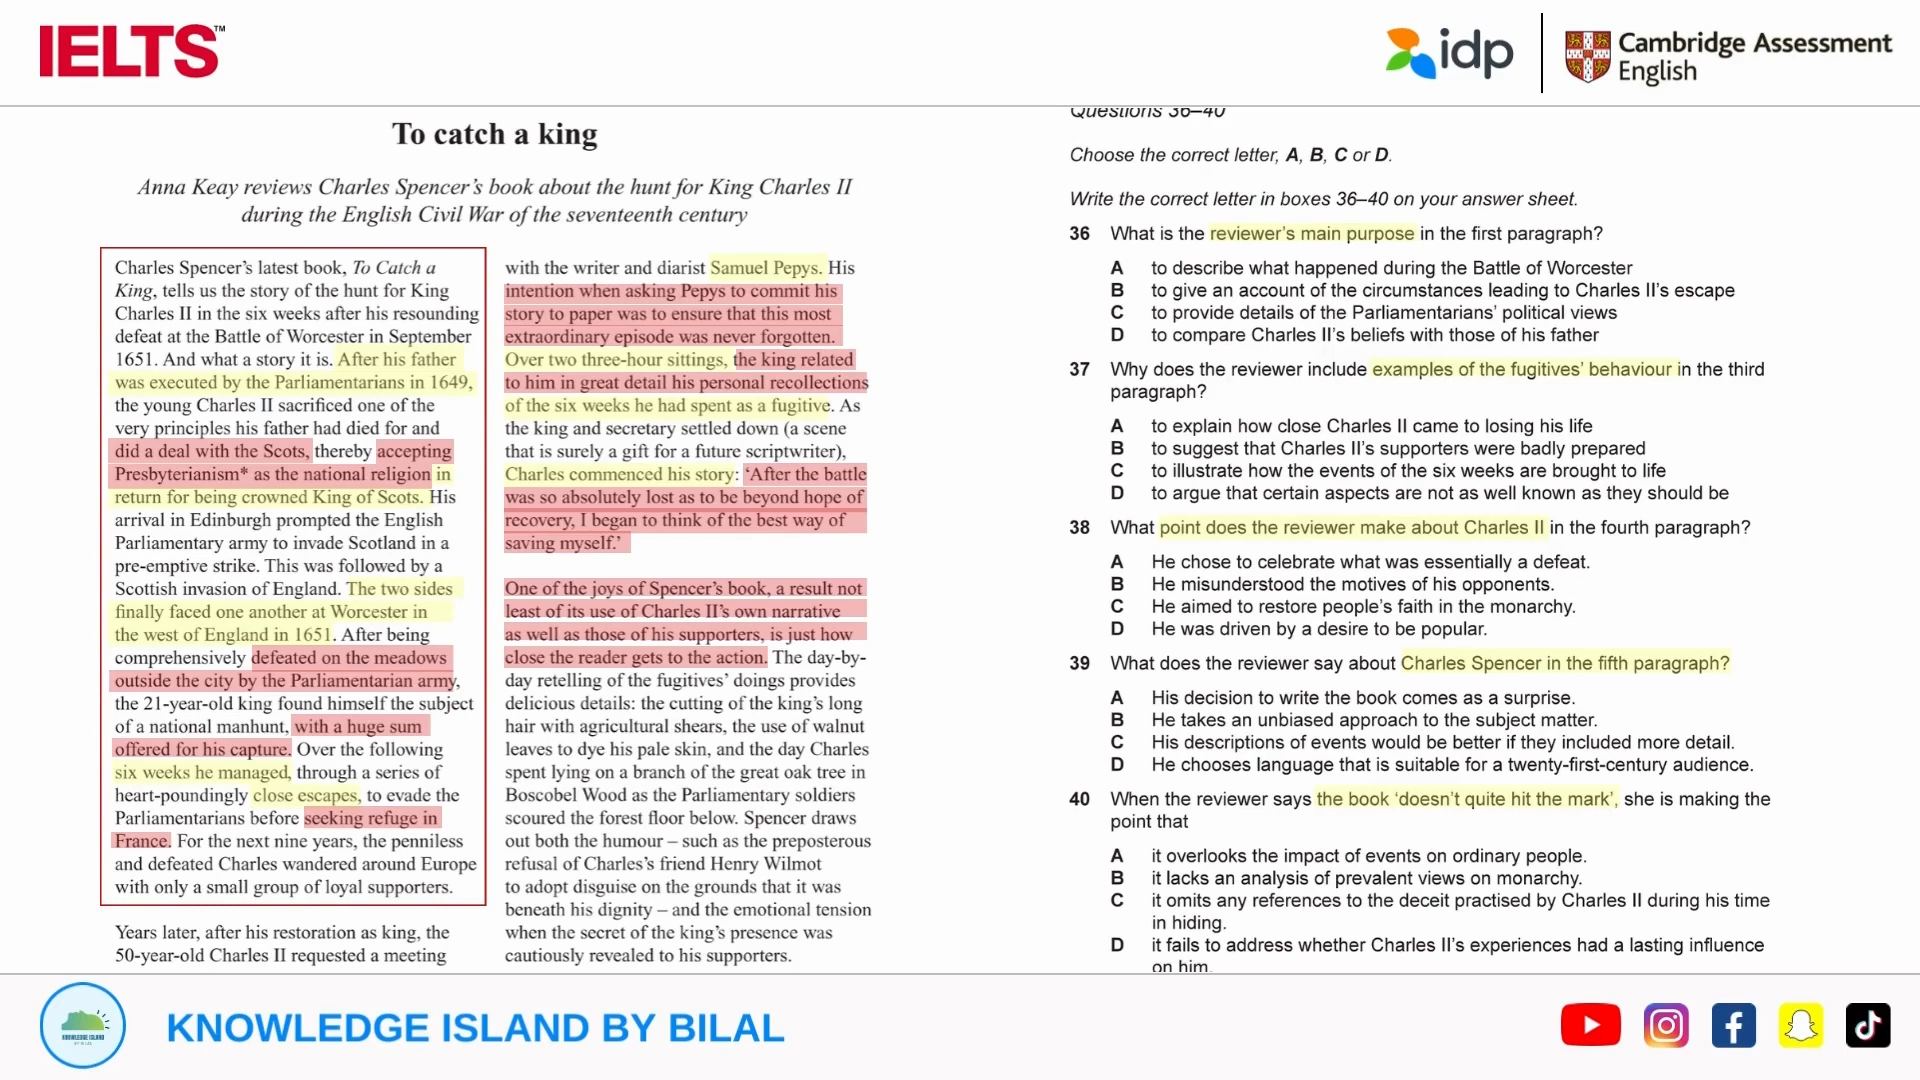 IELTS™
idp
Cambridge Assessment
English
To catch a king
Anna Keay reviews Charles Spencer's book about the hunt for King Charles II
during the English Civil War of the seventeenth century
Charles Spencer's latest book, To Catch a
King, tells us the story of the hunt for King
Charles II in the six weeks after his resounding
defeat at the Battle of Worcester in September
1651. And what a story it is. After his father
was executed by the Parliamentarians in 1649,
the young Charles II sacrificed one of the
very principles his father had died for and
did a deal with the Scots, thereby accepting
Presbyterianism* as the national religion in
return for being crowned King of Scots. His
arrival in Edinburgh prompted the English
Parliamentary army to invade Scotland in a
pre-emptive strike. This was followed by a
Scottish invasion of England. The two sides
finally faced one another at Worcester in
the west of England in 1651. After being
comprehensively defeated on the meadows
outside the city by the Parliamentarian army,
the 21-year-old king found himself the subject
of a national manhunt, with a huge sum
offered for his capture. Over the following
six weeks he managed, through a series of
heart-poundingly close escapes, to evade the
Parliamentarians before seeking refuge in
France. For the next nine years, the penniless
and defeated Charles wandered around Europe
with only a small group of loyal supporters.
Years later, after his restoration as king, the
50-year-old Charles II requested a meeting
with the writer and diarist Samuel Pepys. His
intention when asking Pepys to commit his
story to paper was to ensure that this most
extraordinary episode was never forgotten.
Over two three-hour sittings, the king related
to him in great detail his personal recollections
of the six weeks he had spent as a fugitive. As
the king and secretary settled down (a scene
that is surely a gift for a future scriptwriter),
Charles commenced his story: 'After the battle
was so absolutely lost as to be beyond hope of
recovery, I began to think of the best way of
saving myself.'
One of the joys of Spencer's book, a result not
least of its use of Charles II's own narrative
as well as those of his supporters, is just how
close the reader gets to the action. The day-by-
day retelling of the fugitives' doings provides
delicious details: the cutting of the king's long
hair with agricultural shears, the use of walnut
leaves to dye his pale skin, and the day Charles
spent lying on a branch of the great oak tree in
Boscobel Wood as the Parliamentary soldiers
scoured the forest floor below. Spencer draws
out both the humour – such as the preposterous
refusal of Charles's friend Henry Wilmot
to adopt disguise on the grounds that it was
beneath his dignity – and the emotional tension
when the secret of the king's presence was
cautiously revealed to his supporters.
Questions 36–40
Choose the correct letter, A, B, C or D.
Write the correct letter in boxes 36–40 on your answer sheet.
36 What is the reviewer's main purpose in the first paragraph?
A to describe what happened during the Battle of Worcester
B to give an account of the circumstances leading to Charles II's escape
C to provide details of the Parliamentarians' political views
D to compare Charles II's beliefs with those of his father
37 Why does the reviewer include examples of the fugitives' behaviour in the third
paragraph?
A to explain how close Charles II came to losing his life
B to suggest that Charles II's supporters were badly prepared
C to illustrate how the events of the six weeks are brought to life
D to argue that certain aspects are not as well known as they should be
38 What point does the reviewer make about Charles II in the fourth paragraph?
A He chose to celebrate what was essentially a defeat.
B He misunderstood the motives of his opponents.
C He aimed to restore people's faith in the monarchy.
D He was driven by a desire to be popular.
39 What does the reviewer say about Charles Spencer in the fifth paragraph?
A His decision to write the book comes as a surprise.
B He takes an unbiased approach to the subject matter.
C His descriptions of events would be better if they included more detail.
D He chooses language that is suitable for a twenty-first-century audience.
40 When the reviewer says the book 'doesn't quite hit the mark', she is making the
point that
A it overlooks the impact of events on ordinary people.
B it lacks an analysis of prevalent views on monarchy.
C it omits any references to the deceit practised by Charles II during his time
in hiding.
D it fails to address whether Charles II's experiences had a lasting influence
on him.
KNOWLEDGE ISLAND
KNOWLEDGE ISLAND BY BILAL